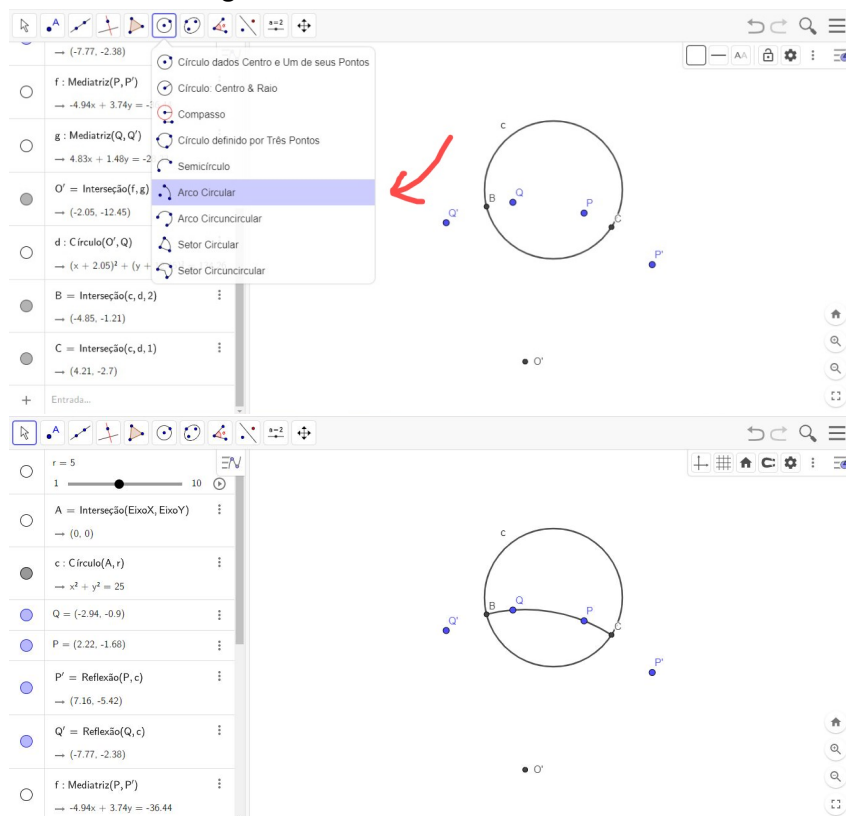 A
a=2
→ (-7.77, -2.38)
f : Mediatriz(P, P′)
→ -4.94x + 3.74y =
g : Mediatriz(Q, Q′)
→ 4.83x + 1.48y = -2
O′ = Interseção(f, g)
→ (-2.05, -12.45)
d : Círculo(O′, Q)
→ (x + 2.05)² + (y +
B = Interseção(c, d, 2)
→ (-4.85, -1.21)
C = Interseção(c, d, 1)
→ (4.21, -2.7)
+ Entrada...
Círculo dados Centro e Um de seus Pontos
Círculo: Centro & Raio
Compasso
Círculo definido por Três Pontos
Semicírculo
Arco Circular
Arco Circuncircular
Setor Circular
Setor Circuncircular
AA
c
B
Q
P
C
Q'
P'
O'
A
a=2
r = 5
1
10
A = Interseção(EixoX, EixoY)
→ (0, 0)
c : Círculo(A, r)
→ x² + y² = 25
Q = (-2.94, -0.9)
P = (2.22, -1.68)
P′ = Reflexão(P, c)
→ (7.16, -5.42)
Q′ = Reflexão(Q, c)
→ (-7.77, -2.38)
f : Mediatriz(P, P′)
→ -4.94x + 3.74y = -36.44
c
B
Q
P
C
Q'
P'
O'